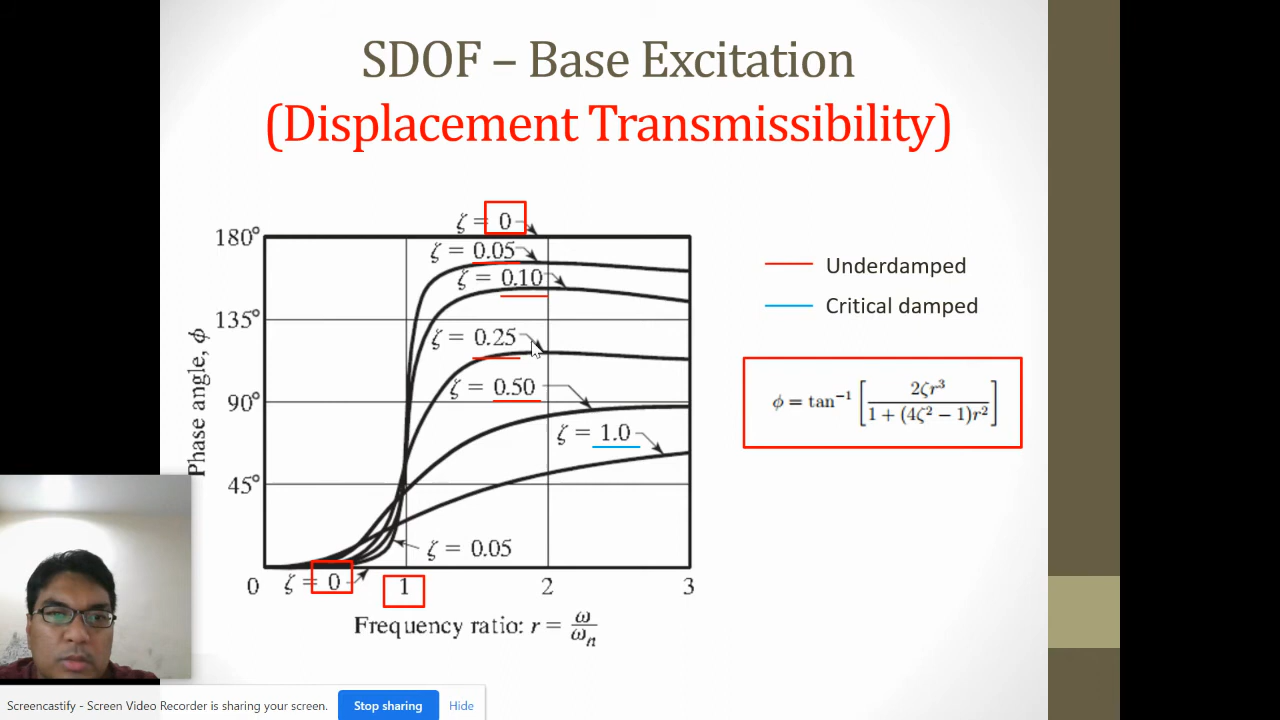 SDOF – Base Excitation
(Displacement Transmissibility)
ζ = 0
180°
ζ = 0.05
ζ = 0.10
135°
ζ = 0.25
ζ = 0.50
90°
ζ = 1.0
45°
ζ = 0.05
ζ = 0
0
1
2
3
Phase angle, ϕ
Frequency ratio: r = ω/ωn
Underdamped
Critical damped
ϕ = tan⁻¹ [2ζr³ / 1 + (4ζ² − 1)r²]
Screencastify - Screen Video Recorder is sharing your screen.
Stop sharing
Hide